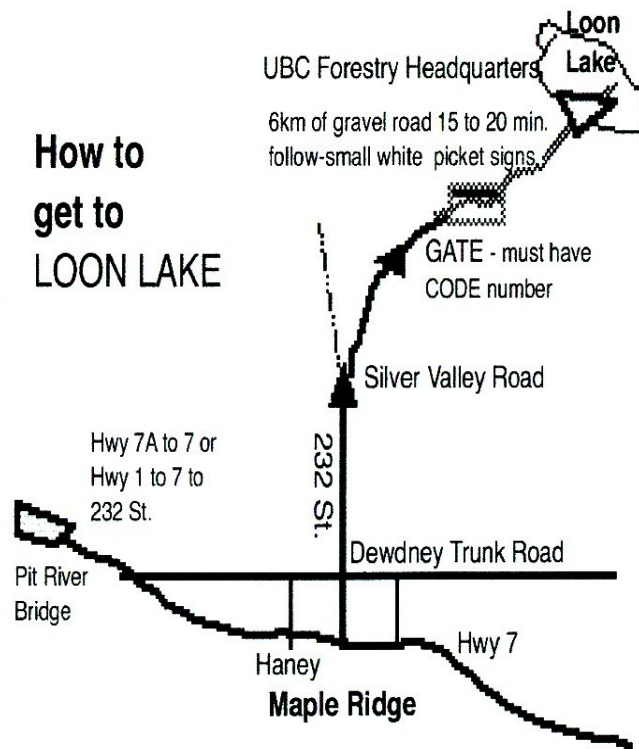 Loon
Lake
UBC Forestry Headquarters
6km of gravel road 15 to 20 min.
follow-small white picket signs
How to
get to
LOON LAKE
GATE - must have
CODE number
Silver Valley Road
Hwy 7A to 7 or
Hwy 1 to 7 to
232 St.
232 St.
Dewdney Trunk Road
Pit River
Bridge
Hwy 7
Haney
Maple Ridge